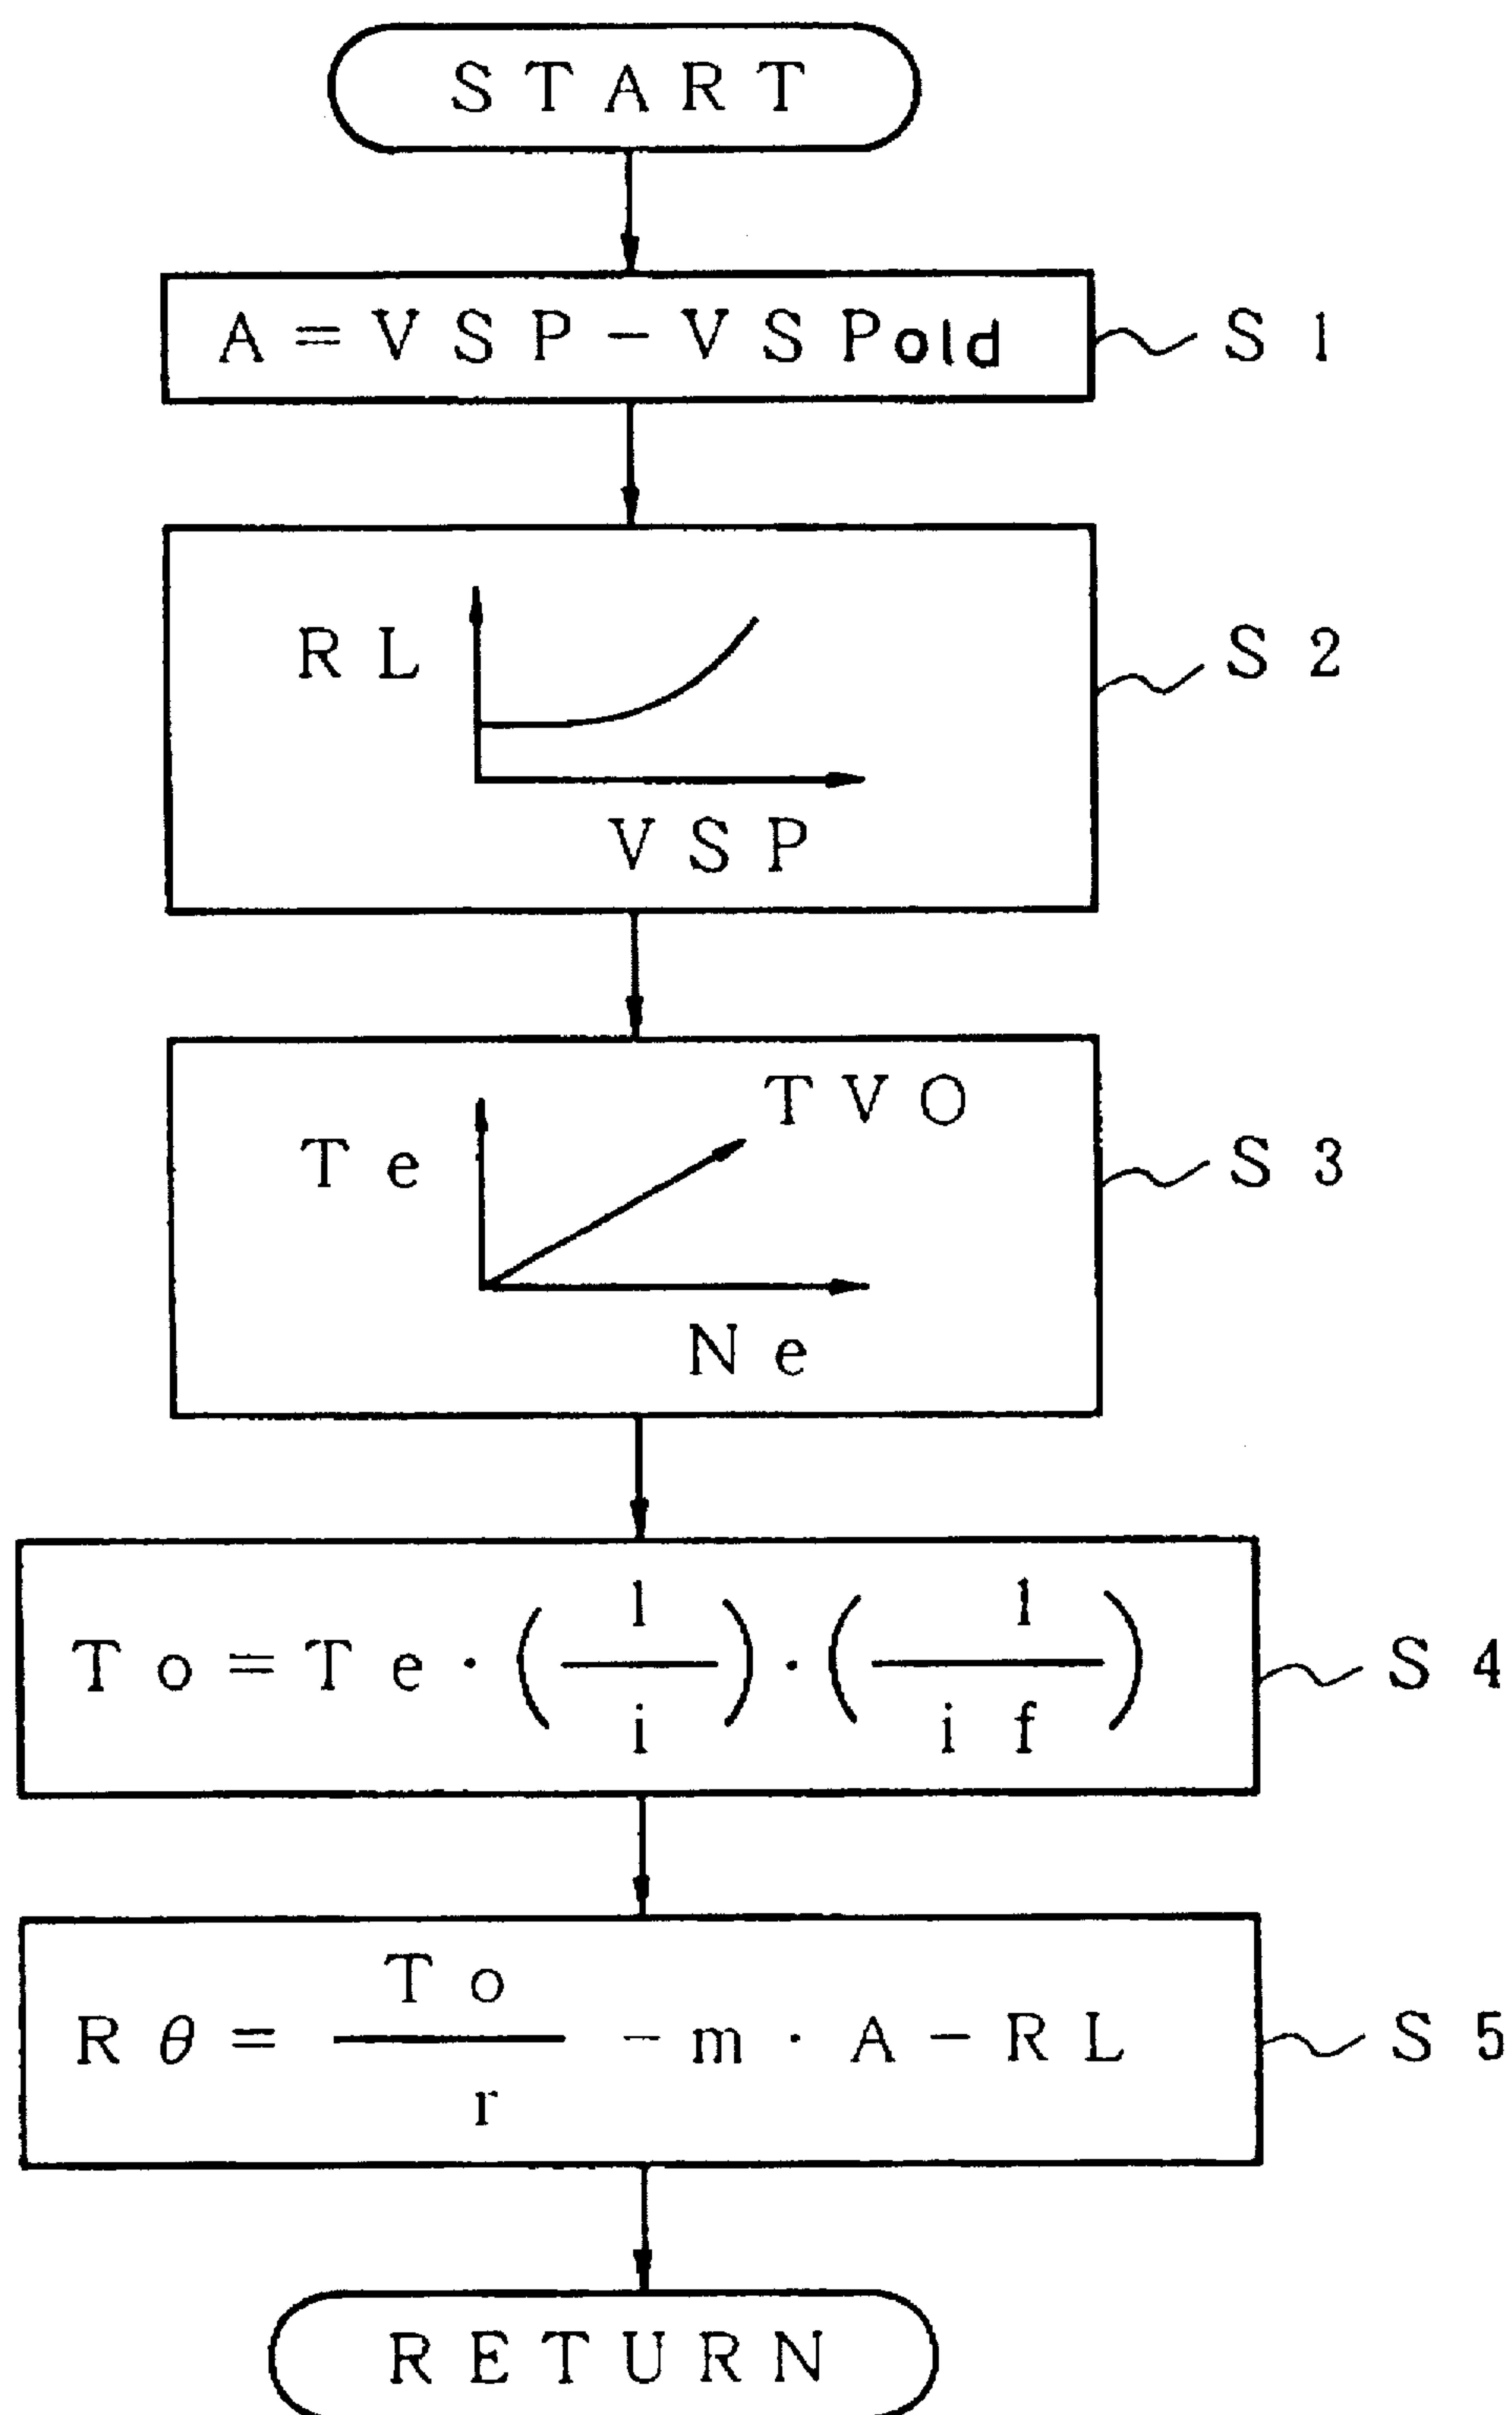 START
A=VSP-VSPold
S1
RL
VSP
S2
TVO
Te
Ne
S3
To=Te·(1/i)·(1/if)
S4
Rθ=To/r-m·A-RL
S5
RETURN